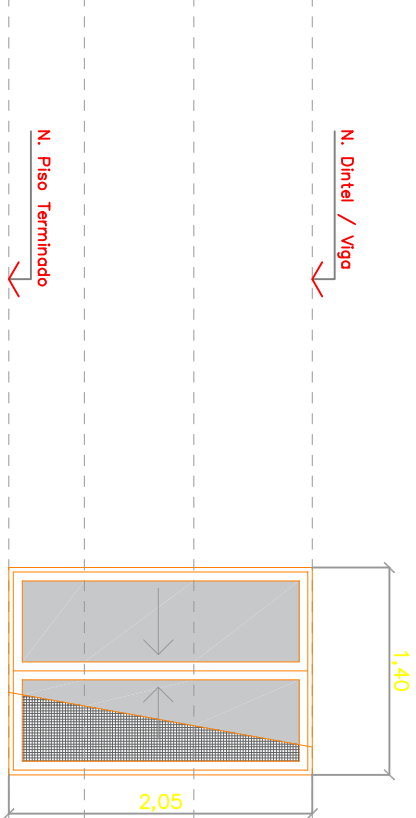 N. Dintel / Viga
N. Piso Terminado
1,40
2,05